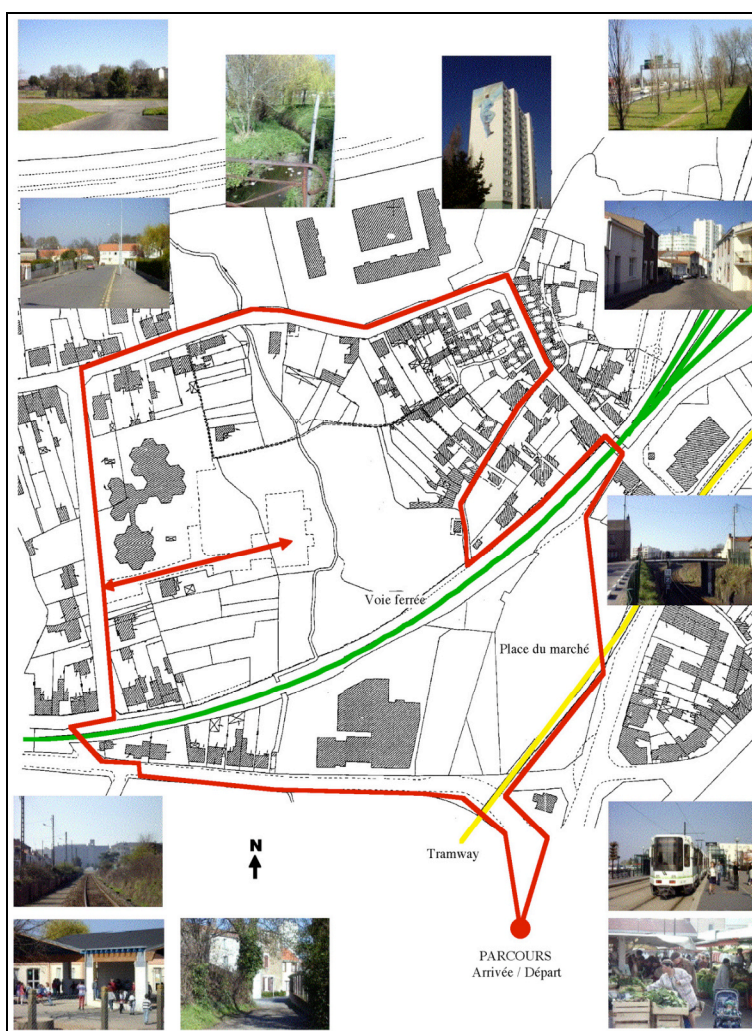 Voie ferrée
Place du marché
Tramway
N
PARCOURS
Arrivée / Départ